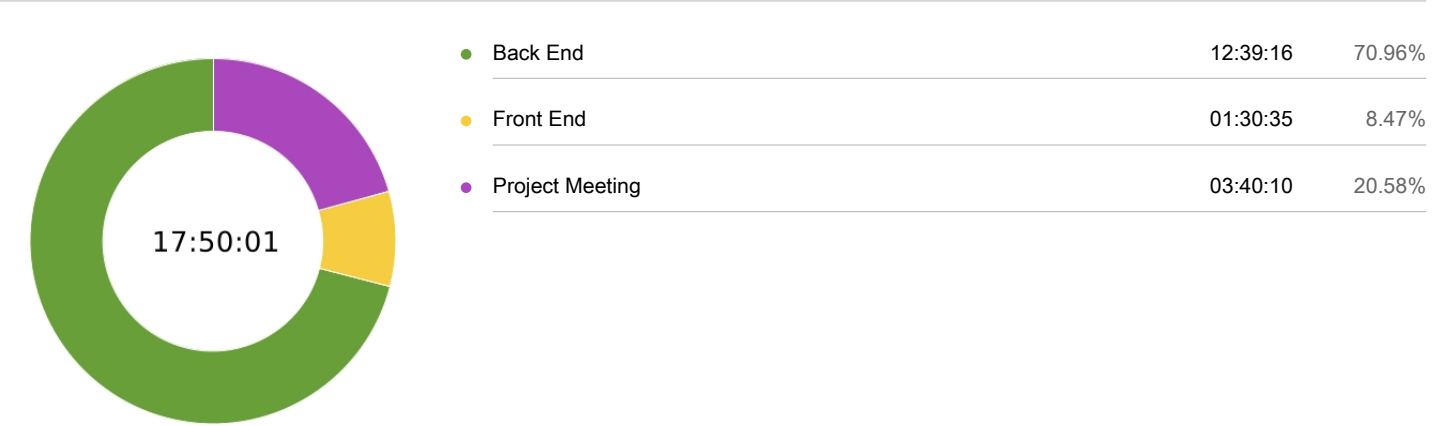 Back End 12:39:16 70.96%
Front End 01:30:35 8.47%
Project Meeting 03:40:10 20.58%
17:50:01